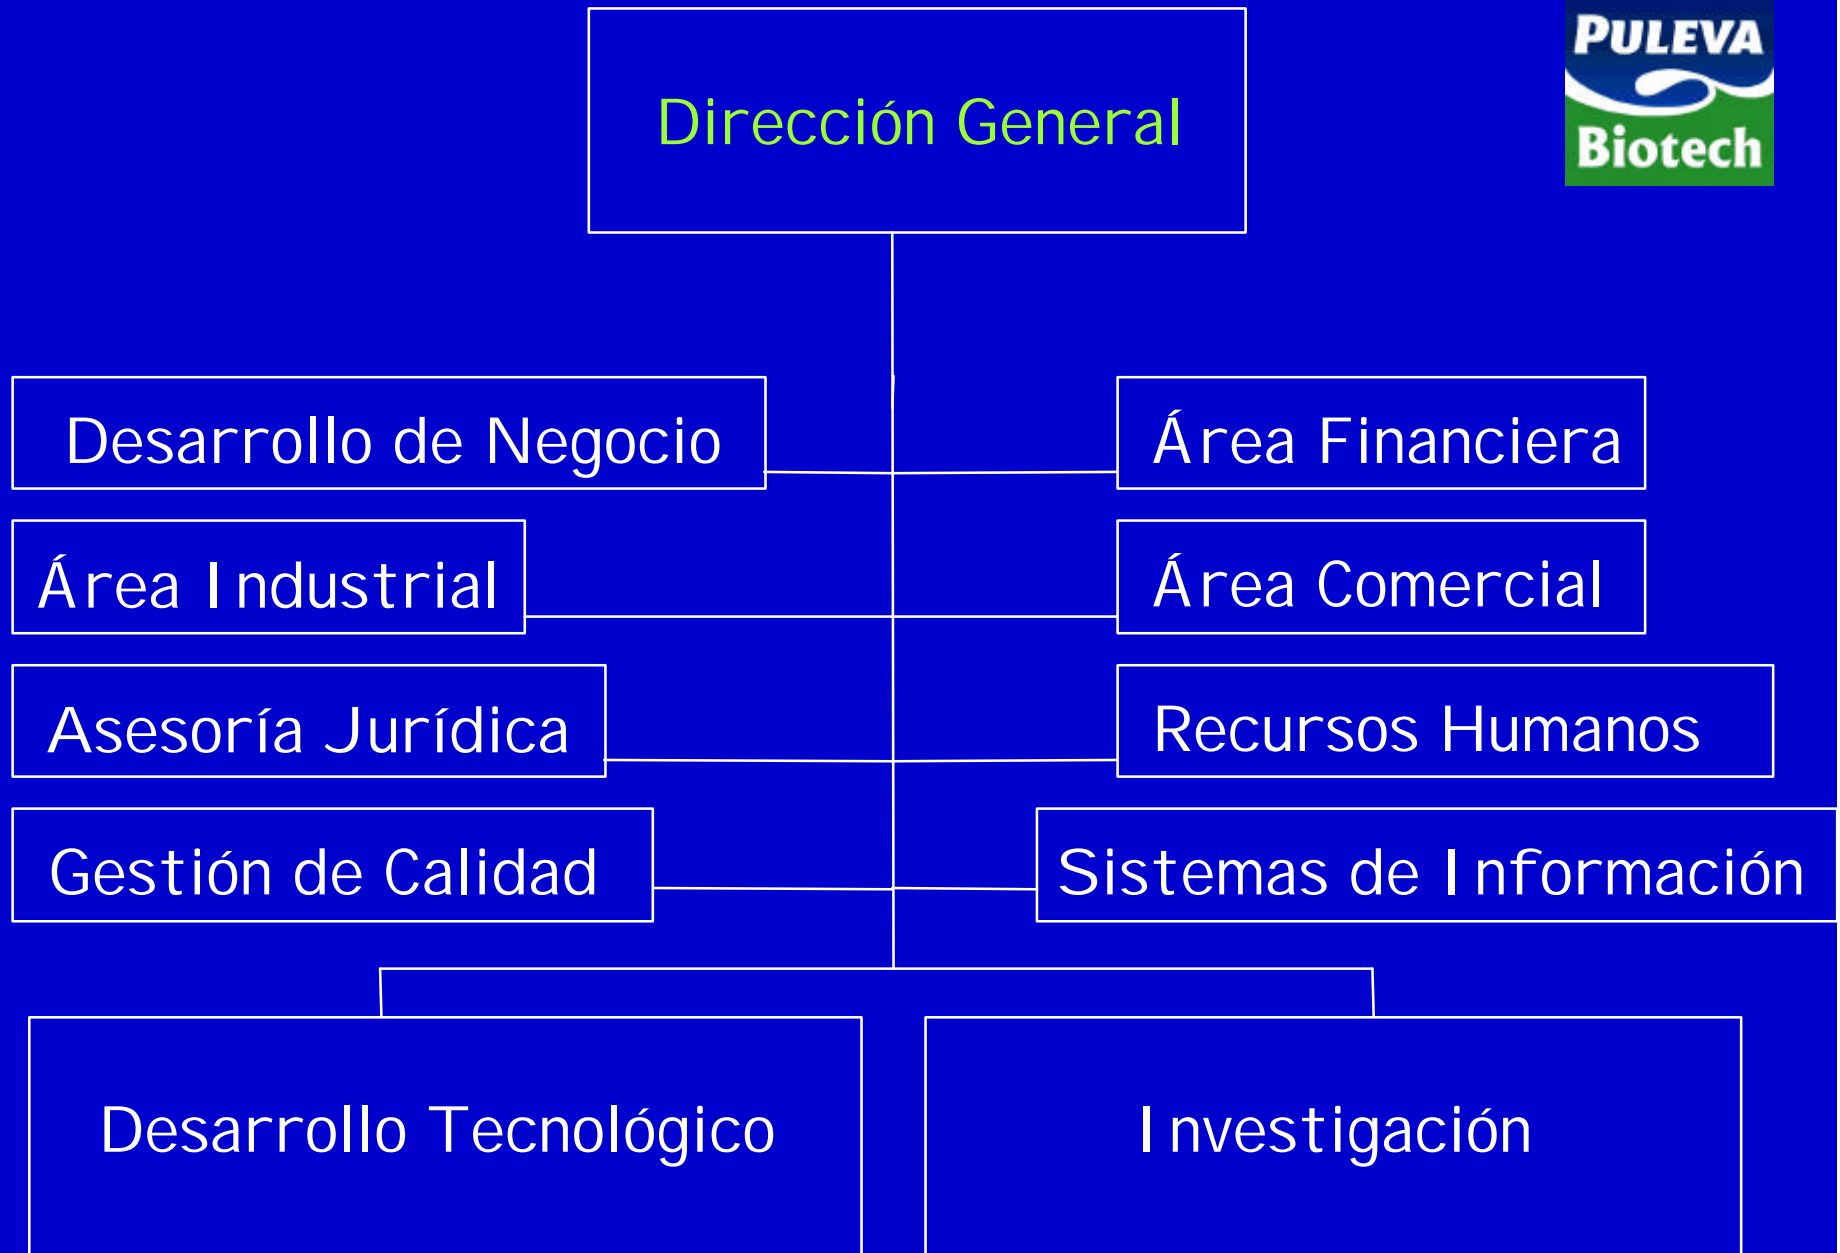 Dirección General
PULEVA
Biotech
Desarrollo de Negocio
Área Financiera
Área Industrial
Área Comercial
Asesoría Jurídica
Recursos Humanos
Gestión de Calidad
Sistemas de Información
Desarrollo Tecnológico
Investigación